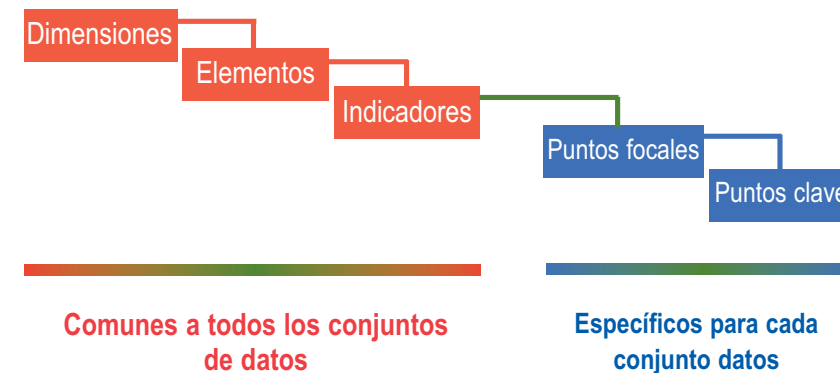 Dimensiones
Elementos
Indicadores
Puntos focales
Puntos clave
Comunes a todos los conjuntos
de datos
Específicos para cada
conjunto datos